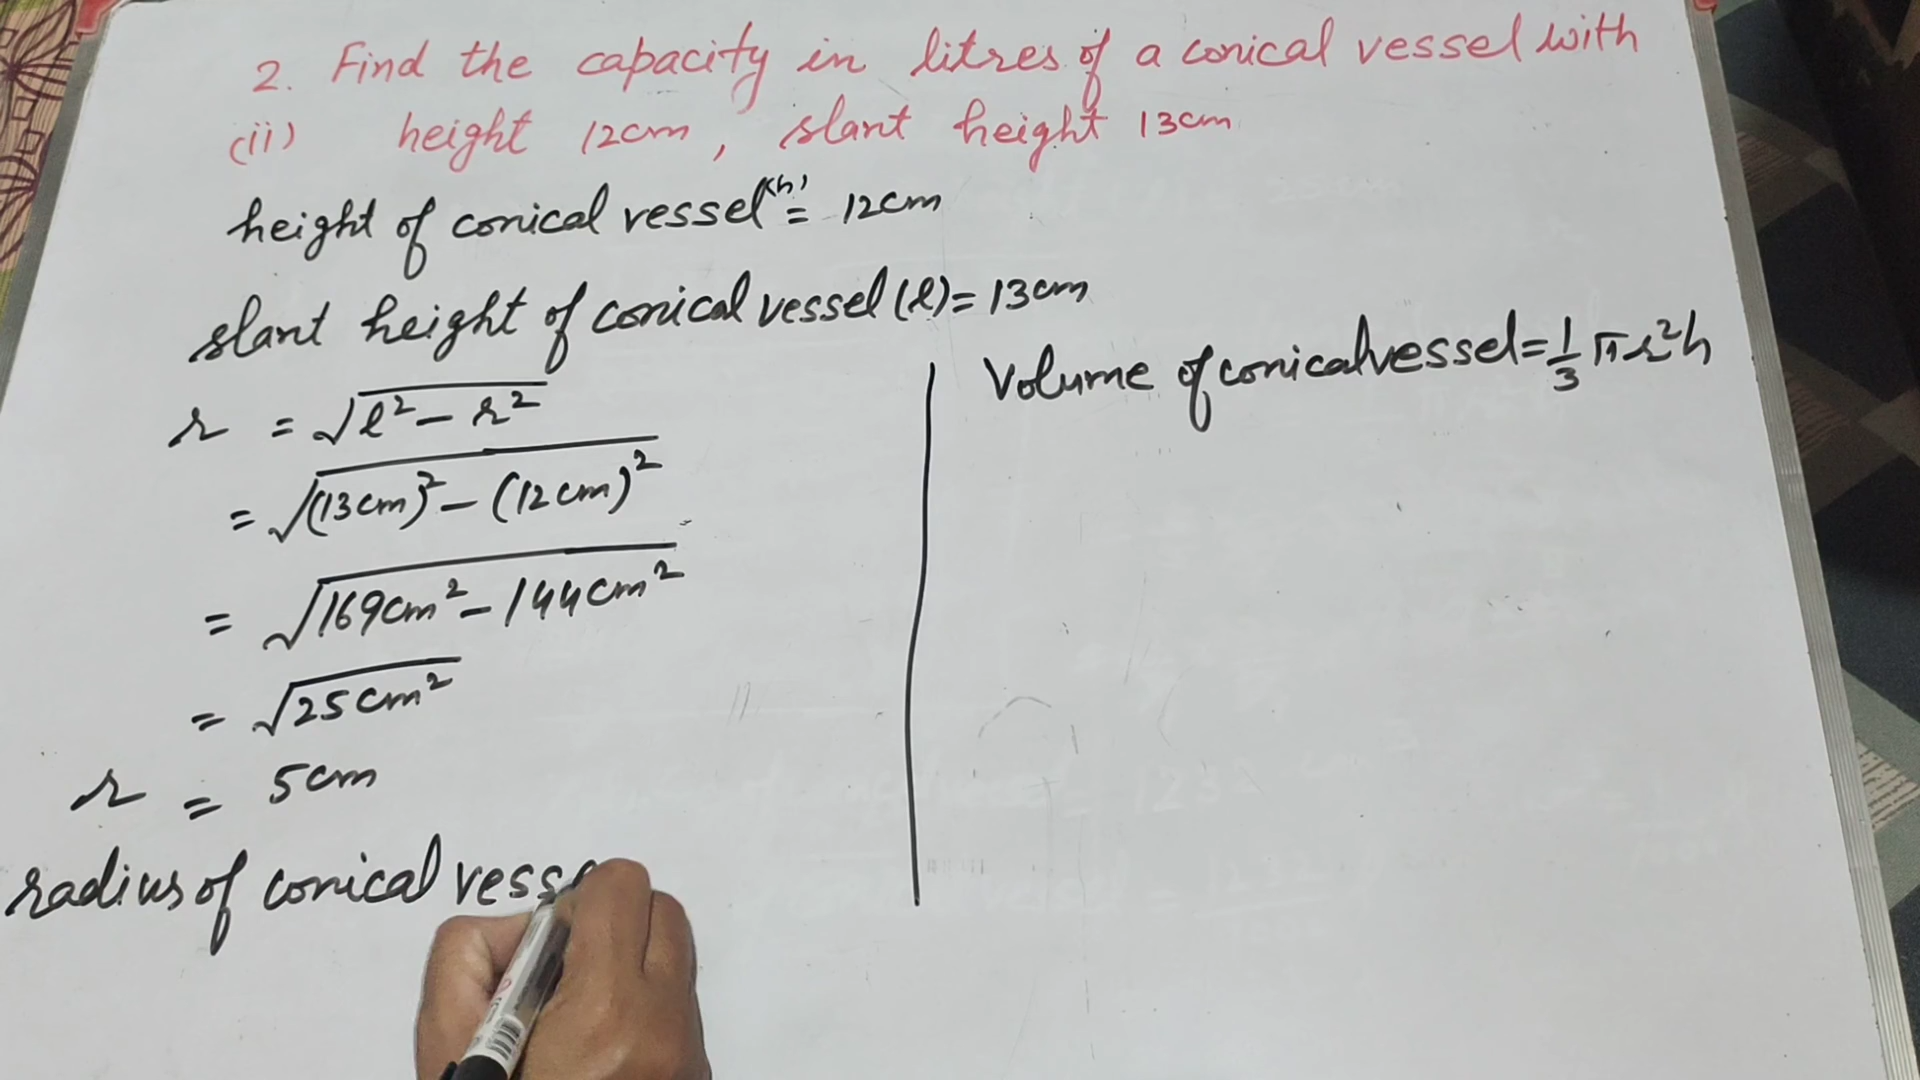 2. Find the capacity in litres of a conical vessel with
(ii) height 12cm, slant height 13cm
height of conical vessel (h) = 12cm
slant height of conical vessel (l) = 13cm
r = √l² - r²
= √(13cm)² - (12cm)²
= √169cm² - 144cm²
= √25cm²
r = 5cm
radius of conical vess
Volume of conical vessel = 1/3 πr²h